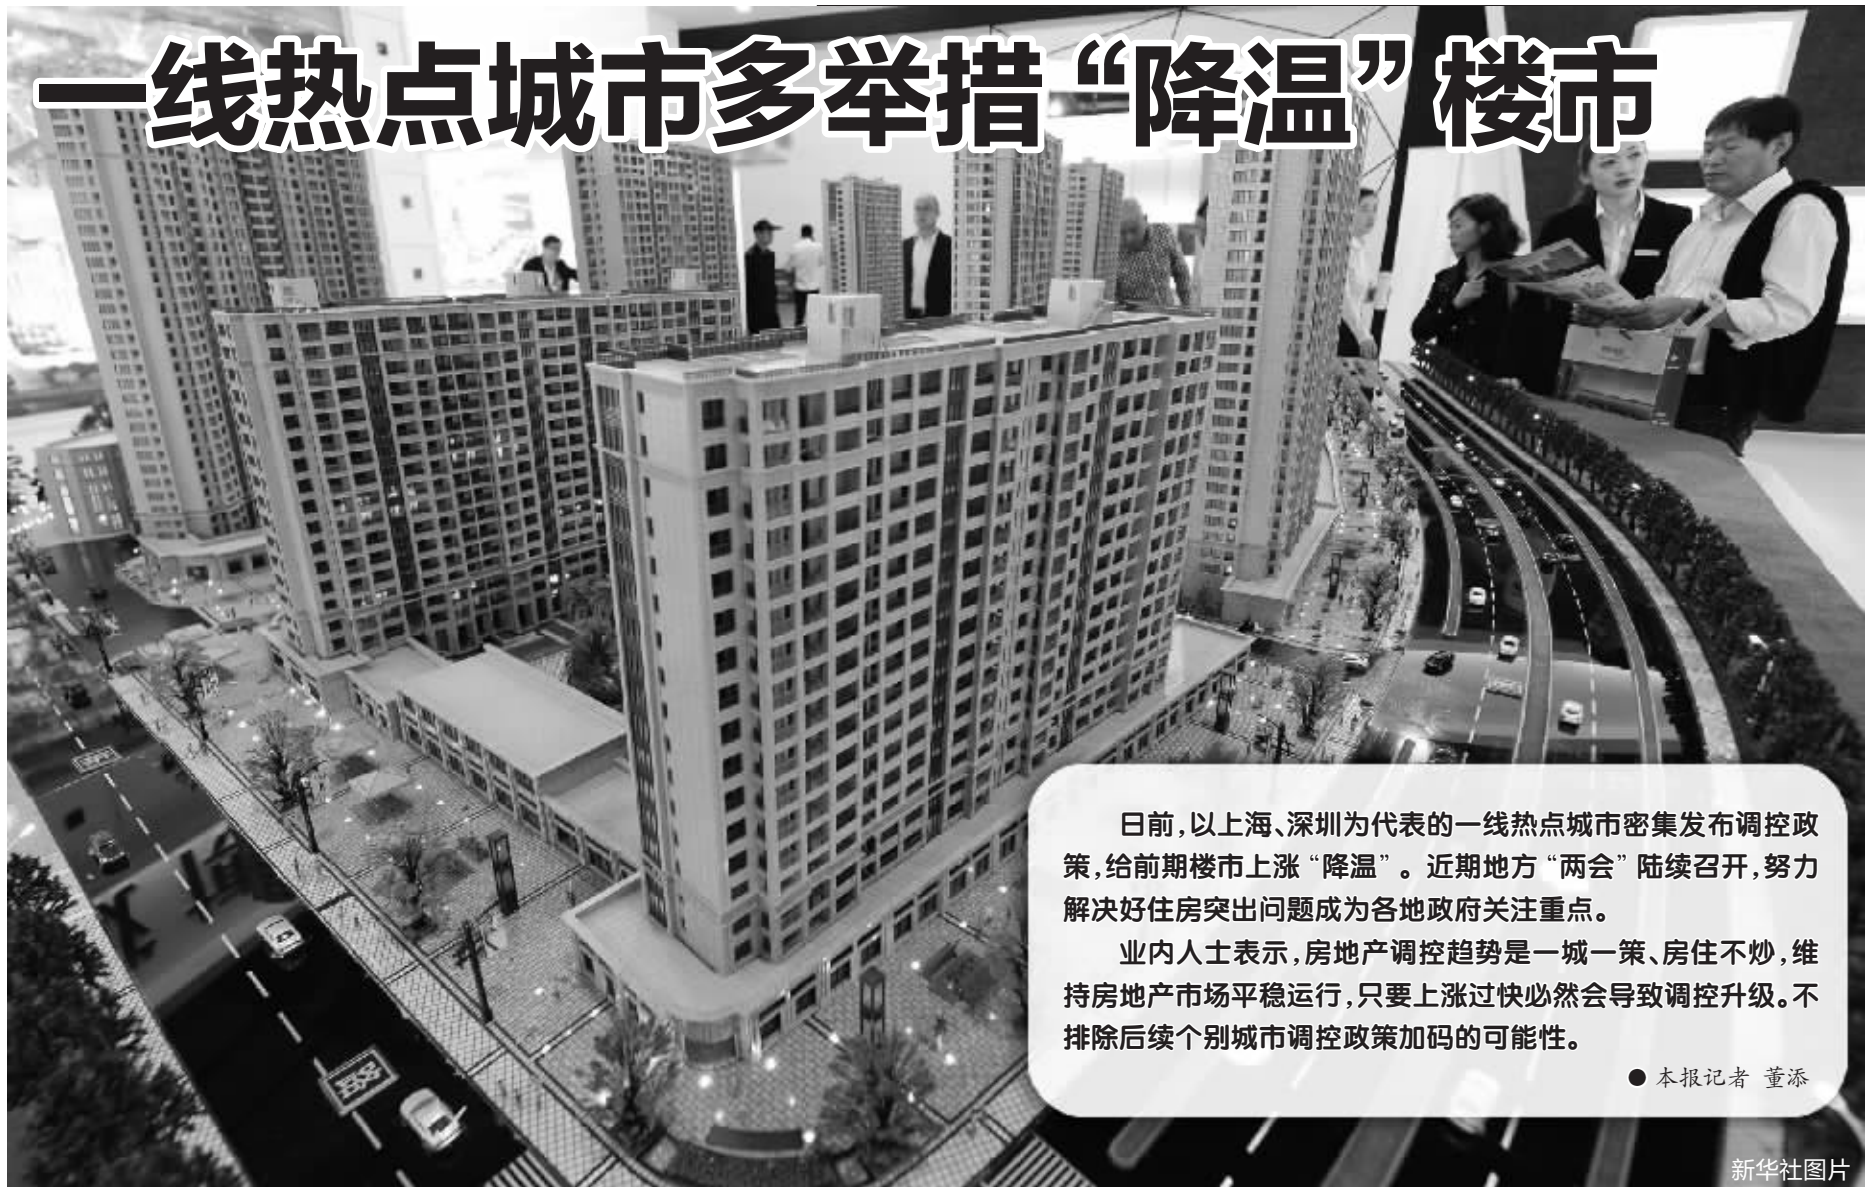 一线热点城市多举措“降温”楼市
日前,以上海、深圳为代表的一线热点城市密集发布调控政
策,给前期楼市上涨“降温”。近期地方“两会”陆续召开,努力
解决好住房突出问题成为各地政府关注重点。
业内人士表示,房地产调控趋势是一城一策、房住不炒,维
持房地产市场平稳运行,只要上涨过快必然会导致调控升级。不
排除后续个别城市调控政策加码的可能性。
●本报记者 董添
新华社图片